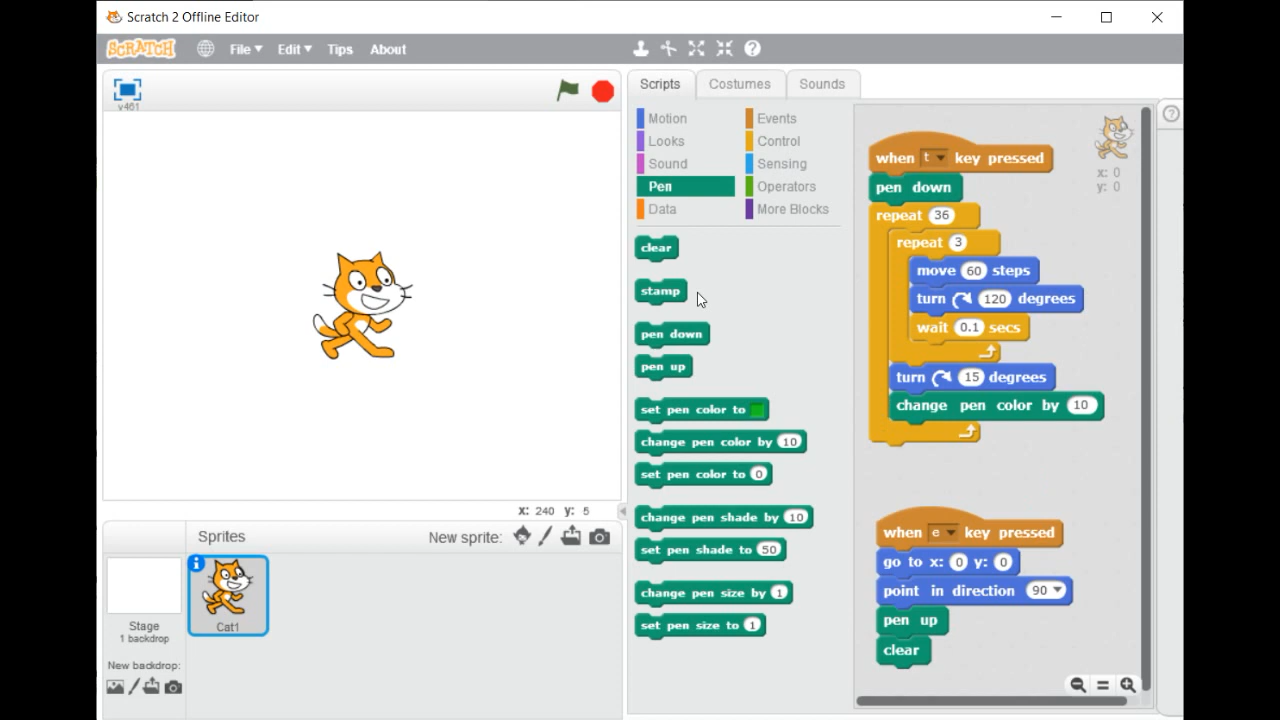 Scratch 2 Offline Editor
SCRATCH File Edit Tips About
v461
Scripts Costumes Sounds
Motion Events
Looks Control
Sound Sensing
Pen Operators
Data More Blocks
clear
stamp
pen down
pen up
set pen color to
change pen color by 10
set pen color to 0
change pen shade by 10
set pen shade to 50
change pen size by 1
set pen size to 1
when t key pressed
pen down
repeat 36
repeat 3
move 60 steps
turn 120 degrees
wait 0.1 secs
turn 15 degrees
change pen color by 10
when e key pressed
go to x: 0 y: 0
point in direction 90
pen up
clear
x: 0
y: 0
x: 240 y: 5
Sprites New sprite:
Cat1
Stage
1 backdrop
New backdrop: